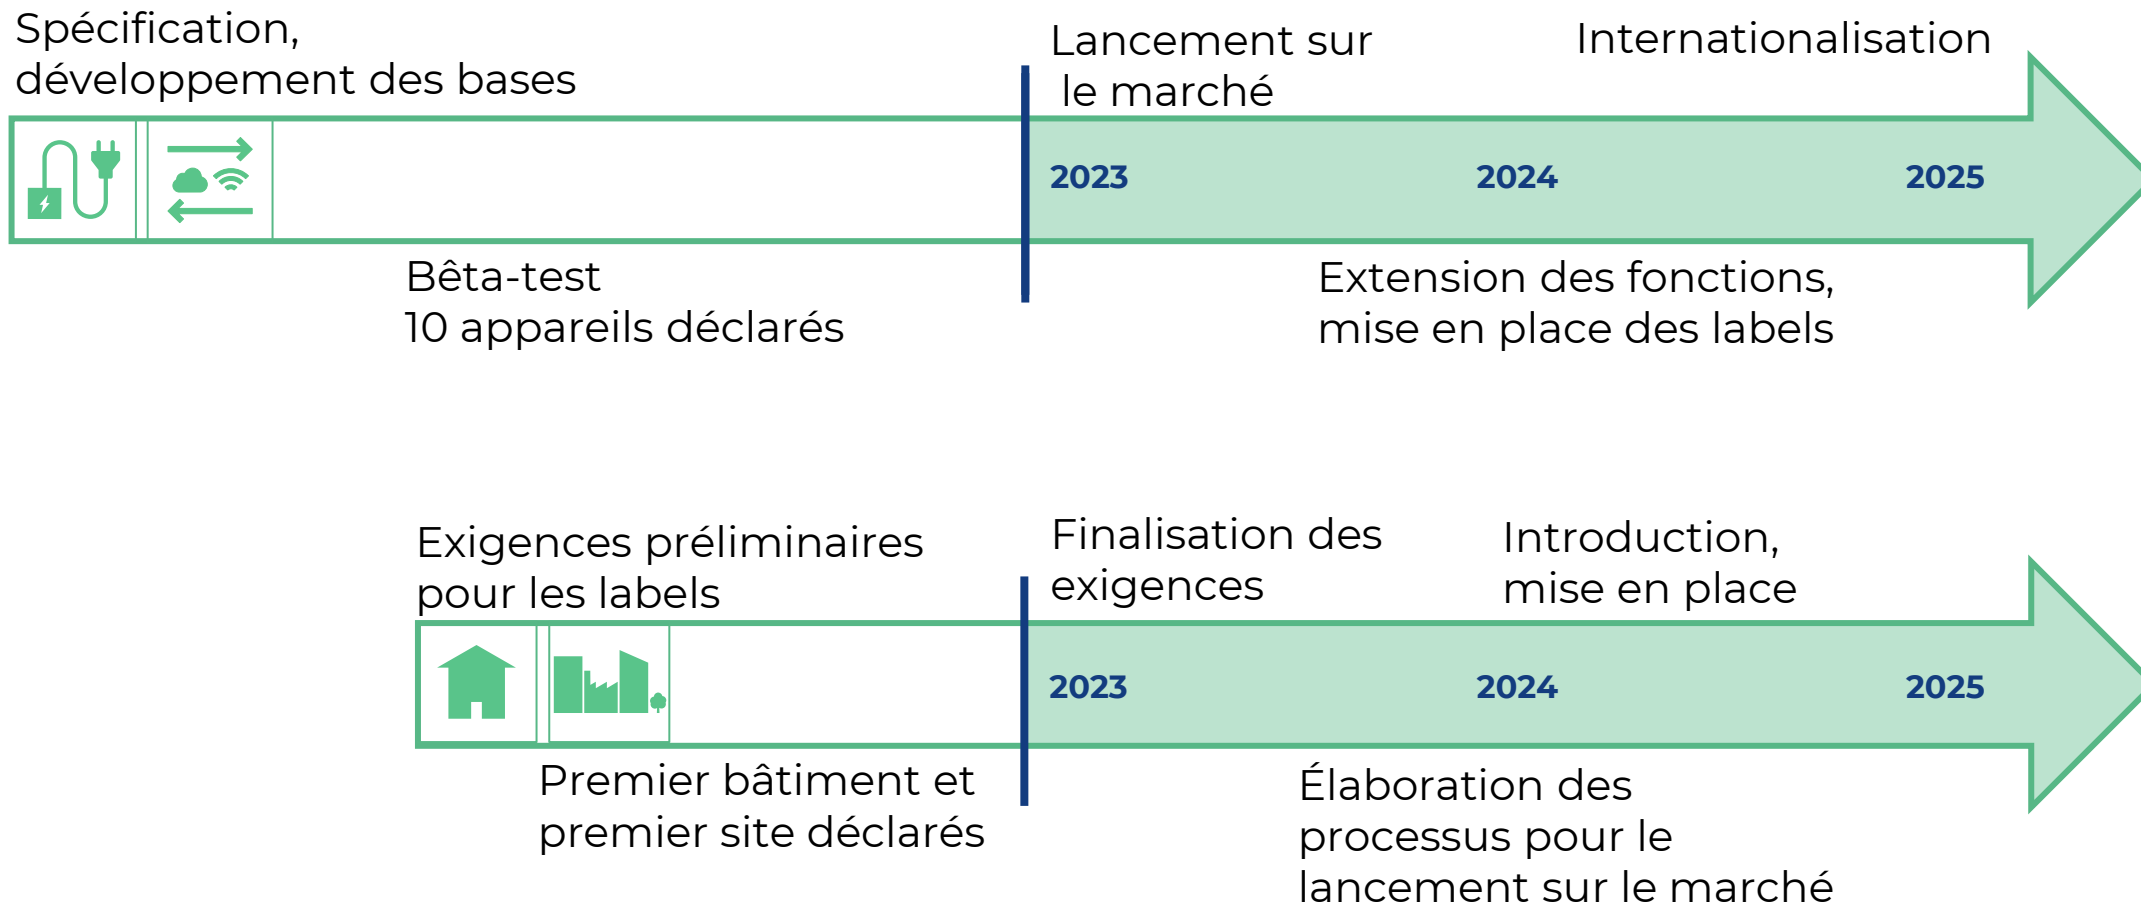 Spécification,
développement des bases
Lancement sur
le marché
Internationalisation
2023
2024
2025
Bêta-test
10 appareils déclarés
Extension des fonctions,
mise en place des labels
Exigences préliminaires
pour les labels
Finalisation des
exigences
Introduction,
mise en place
2023
2024
2025
Premier bâtiment et
premier site déclarés
Élaboration des
processus pour le
lancement sur le marché